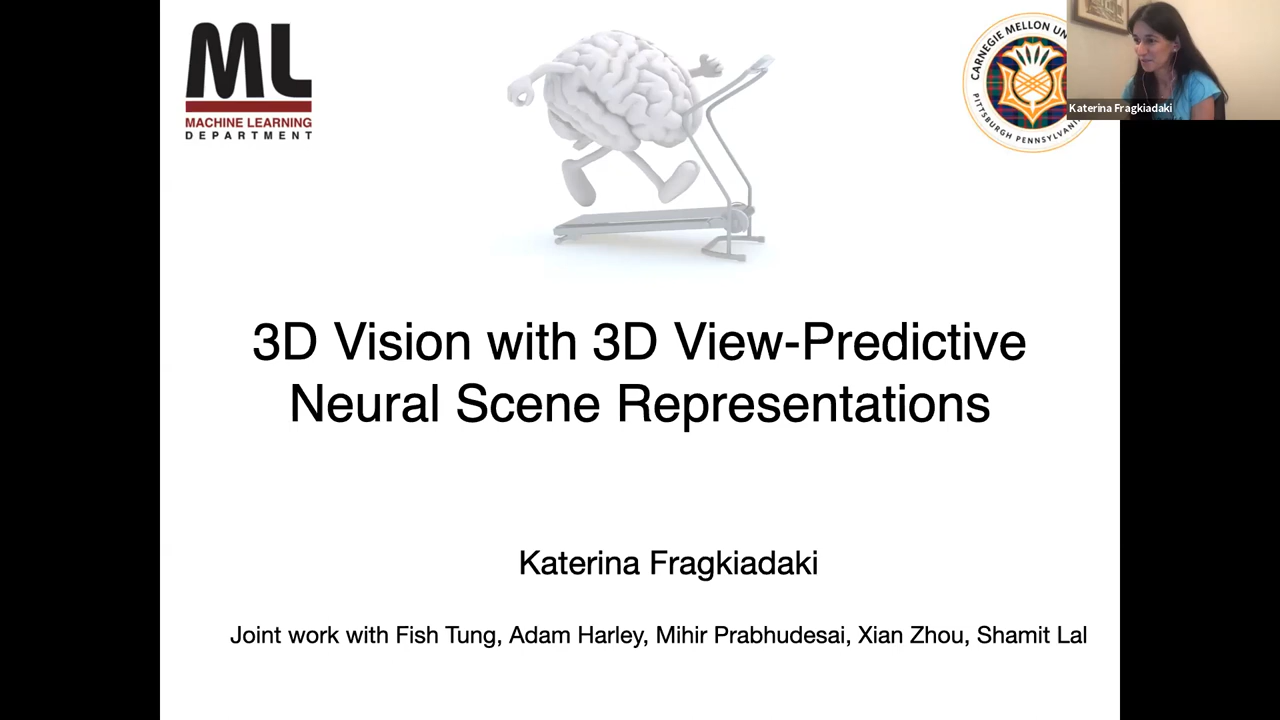 ML
MACHINE LEARNING
DEPARTMENT
CARNEGIE MELLON
PITTSBURGH PENNSYLVANIA
Katerina Fragkiadaki
3D Vision with 3D View-Predictive
Neural Scene Representations
Katerina Fragkiadaki
Joint work with Fish Tung, Adam Harley, Mihir Prabhudesai, Xian Zhou, Shamit Lal